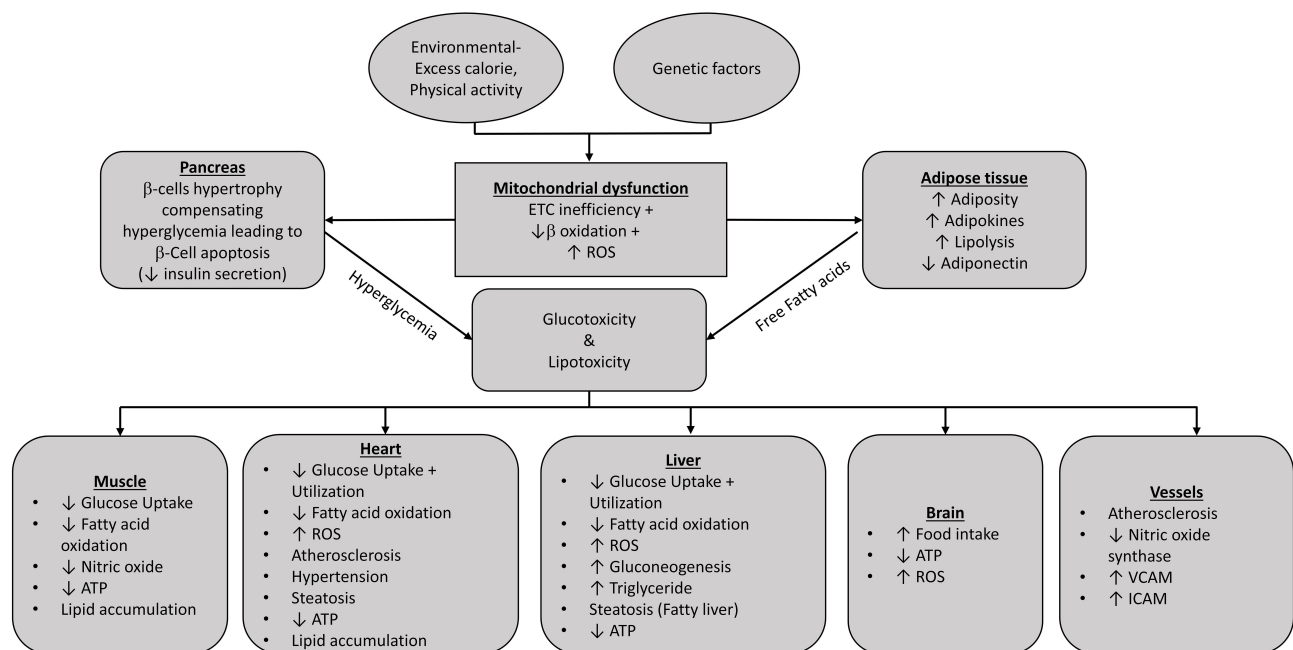 Environmental-
Excess calorie,
Physical activity
Genetic factors
Pancreas
β-cells hypertrophy
compensating
hyperglycemia leading to
β-Cell apoptosis
(↓ insulin secretion)
Mitochondrial dysfunction
ETC inefficiency +
↓β oxidation +
↑ ROS
Adipose tissue
↑ Adiposity
↑ Adipokines
↑ Lipolysis
↓ Adiponectin
Hyperglycemia
Free Fatty acids
Glucotoxicity
&
Lipotoxicity
Muscle
• ↓ Glucose Uptake
• ↓ Fatty acid
oxidation
• ↓ Nitric oxide
• ↓ ATP
• Lipid accumulation
Heart
• ↓ Glucose Uptake +
Utilization
• ↓ Fatty acid oxidation
• ↑ ROS
• Atherosclerosis
• Hypertension
• Steatosis
• ↓ ATP
• Lipid accumulation
Liver
• ↓ Glucose Uptake +
Utilization
• ↓ Fatty acid oxidation
• ↑ ROS
• ↑ Gluconeogenesis
• ↑ Triglyceride
• Steatosis (Fatty liver)
• ↓ ATP
Brain
• ↑ Food intake
• ↓ ATP
• ↑ ROS
Vessels
• Atherosclerosis
• ↓ Nitric oxide
synthase
• ↑ VCAM
• ↑ ICAM